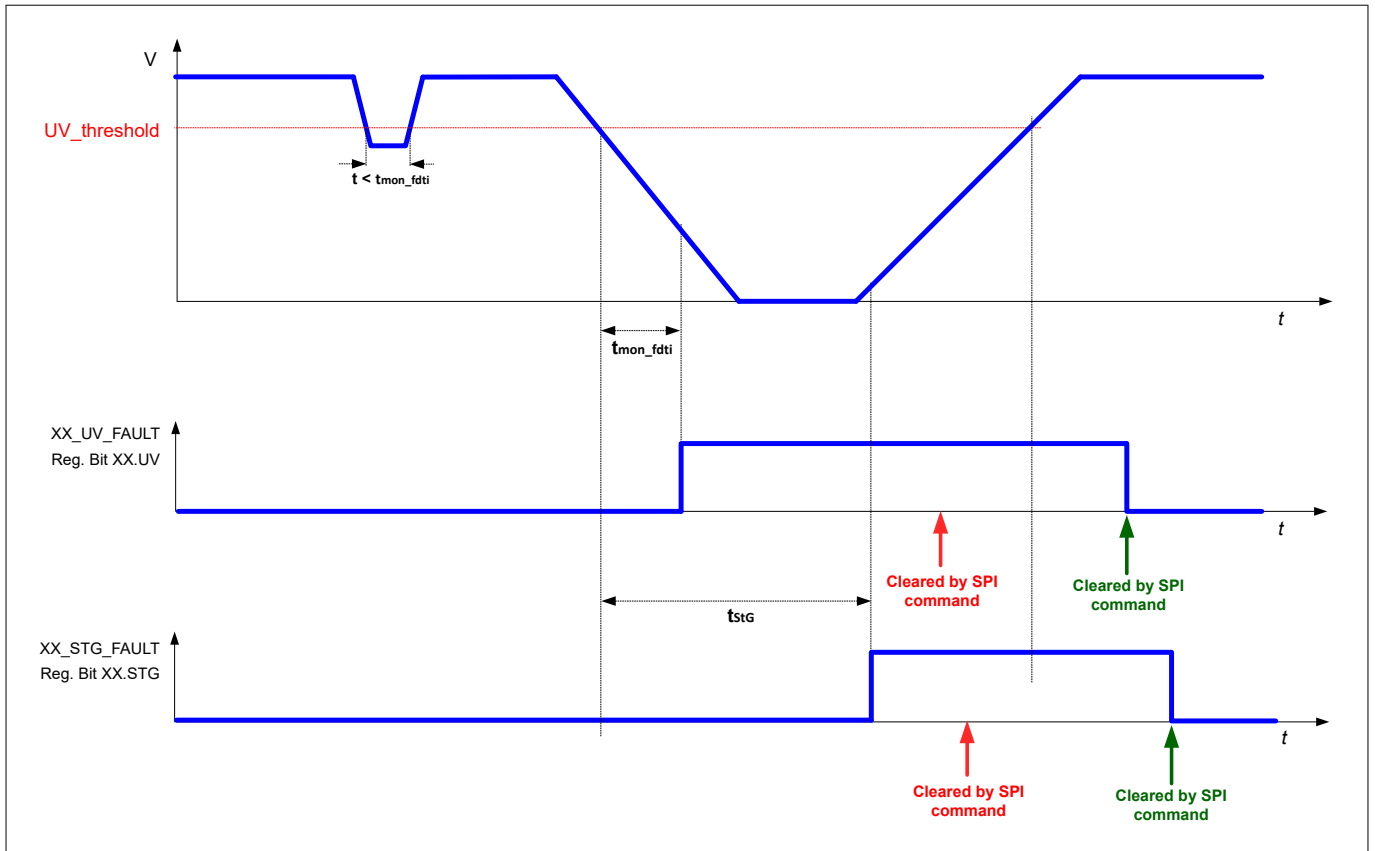 V
UV_threshold
t < tmon_fdti
t
tmon_fdti
XX_UV_FAULT
Reg. Bit XX.UV
t
Cleared by SPI
command
Cleared by SPI
command
tStG
XX_STG_FAULT
Reg. Bit XX.STG
t
Cleared by SPI
command
Cleared by SPI
command